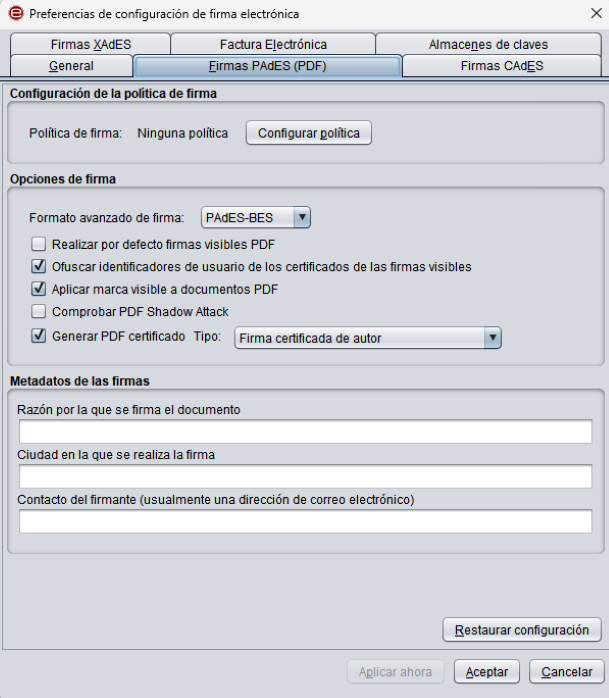 Preferencias de configuración de firma electrónica
Firmas XAdES Factura Electrónica Almacenes de claves
General Firmas PAdES (PDF) Firmas CAdES
Configuración de la política de firma
Política de firma: Ninguna política Configurar política
Opciones de firma
Formato avanzado de firma: PAdES-BES
Realizar por defecto firmas visibles PDF
Ofuscar identificadores de usuario de los certificados de las firmas visibles
Aplicar marca visible a documentos PDF
Comprobar PDF Shadow Attack
Generar PDF certificado Tipo: Firma certificada de autor
Metadatos de las firmas
Razón por la que se firma el documento
Ciudad en la que se realiza la firma
Contacto del firmante (usualmente una dirección de correo electrónico)
Restaurar configuración
Aplicar ahora Aceptar Cancelar